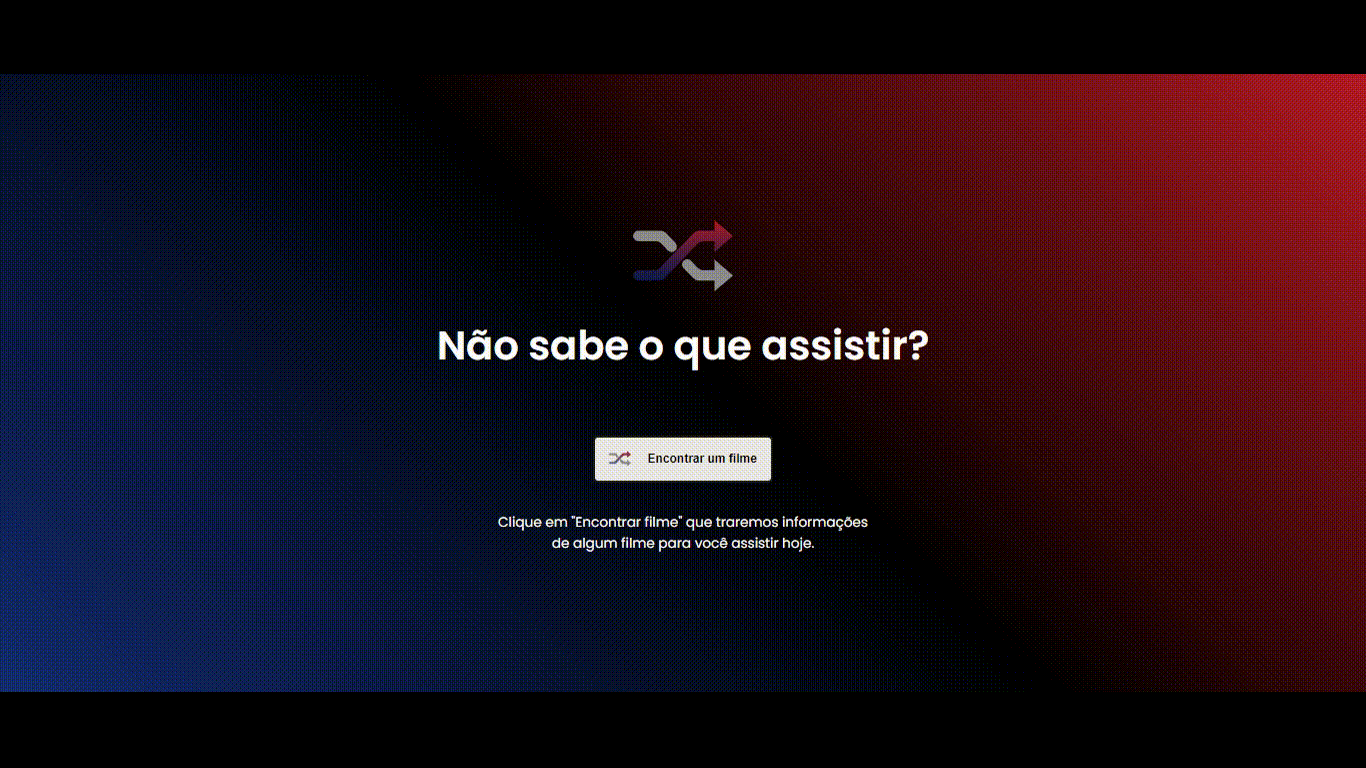 Não sabe o que assistir?
Encontrar um filme
Clique em "Encontrar filme" que traremos informações
de algum filme para você assistir hoje.